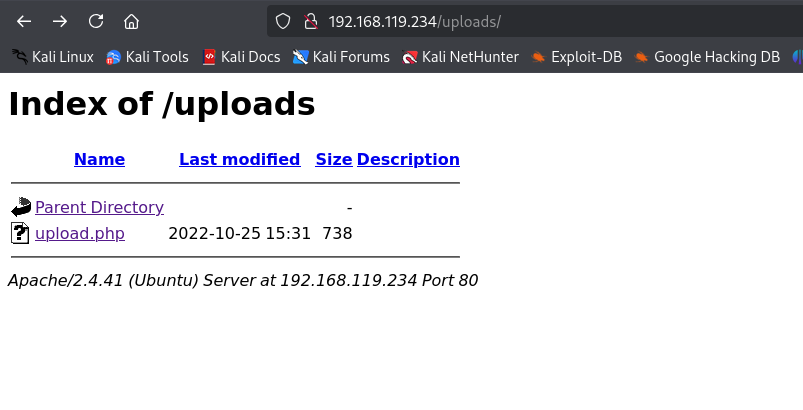 192.168.119.234/uploads/
Kali Linux Kali Tools Kali Docs Kali Forums Kali NetHunter Exploit-DB Google Hacking DB
Index of /uploads
Name Last modified Size Description
Parent Directory -
upload.php 2022-10-25 15:31 738
Apache/2.4.41 (Ubuntu) Server at 192.168.119.234 Port 80